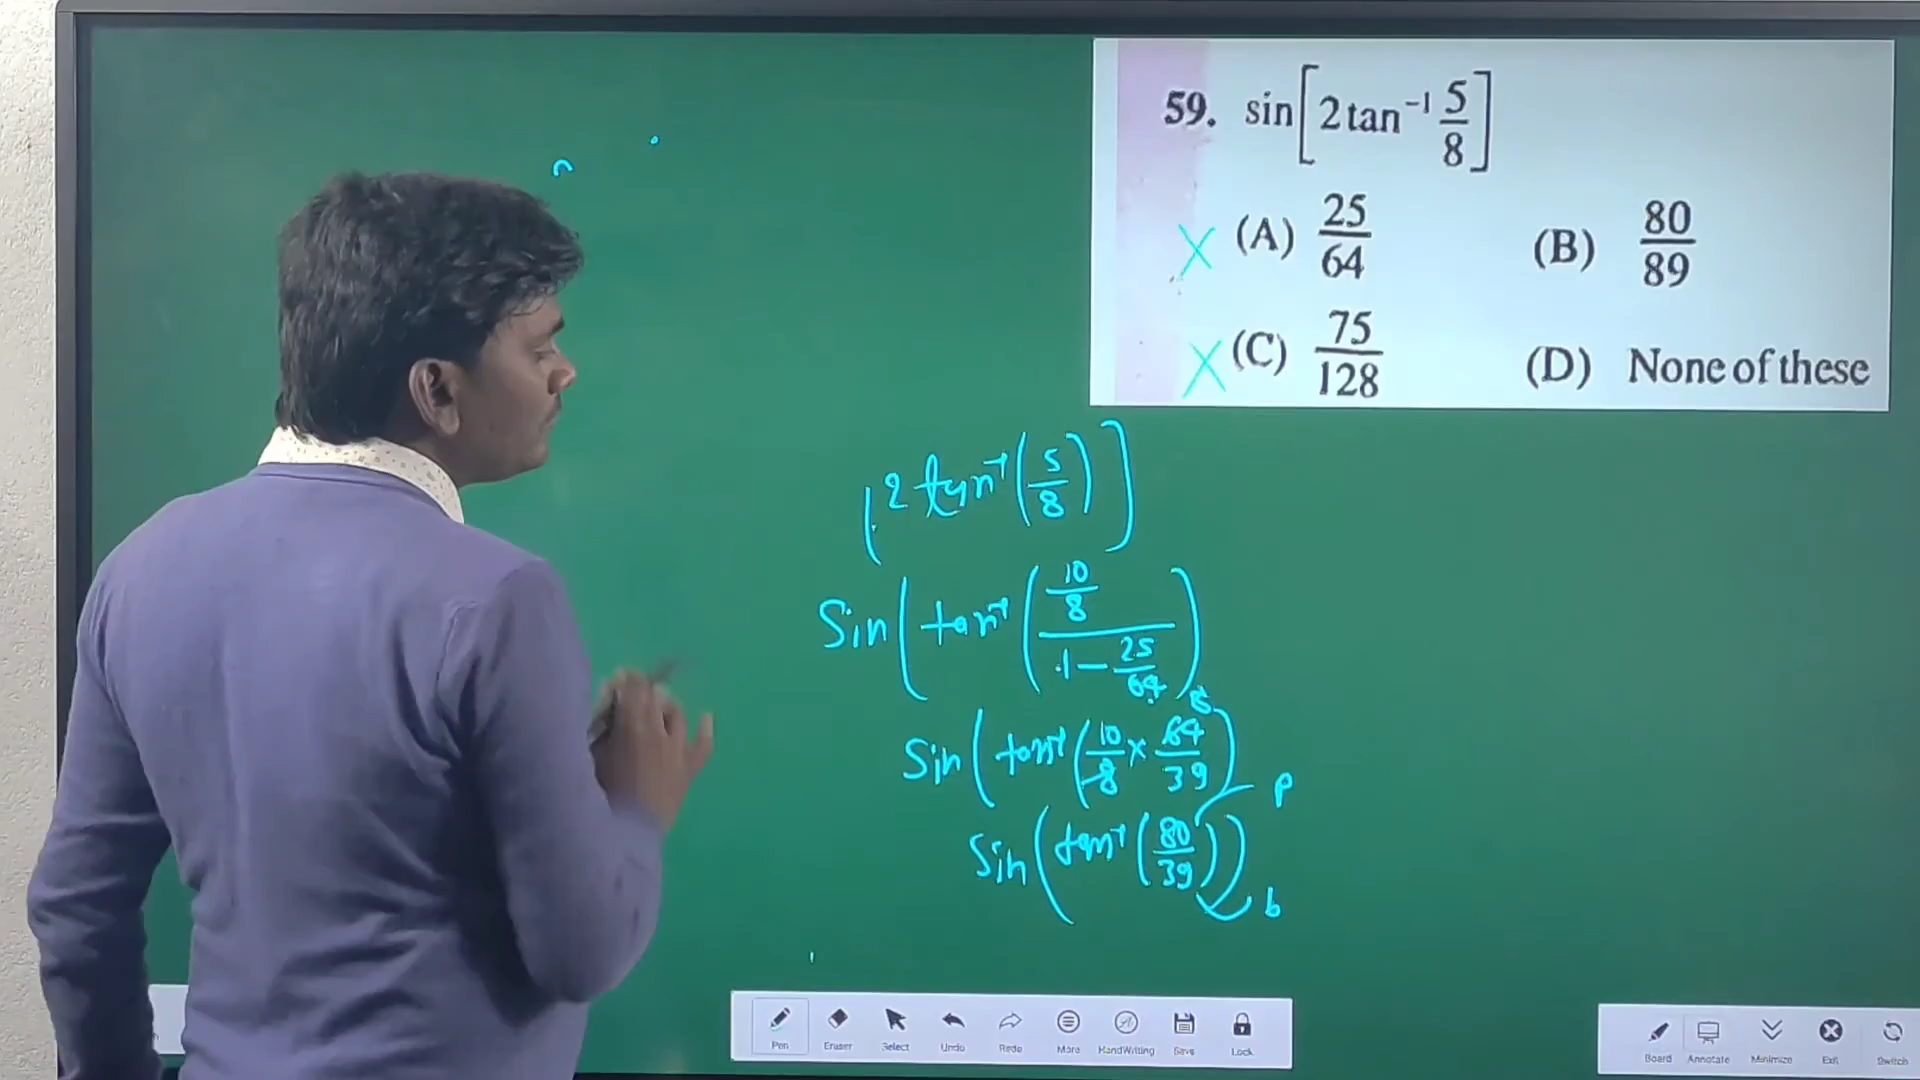 59. sin[2 tan⁻¹ 5/8]
(A) 25/64 (B) 80/89
(C) 75/128 (D) None of these
[2 tan⁻¹(5/8)]
Sin(tan⁻¹((10/8)/(1 - 25/64))
Sin(tan⁻¹(10/8 × 64/39) 8
p
Sin(tan⁻¹(80/39))
b
Pen Eraser Select Undo Redo More HandWriting Save Lock
Board Annotate Minimize Exit Switch